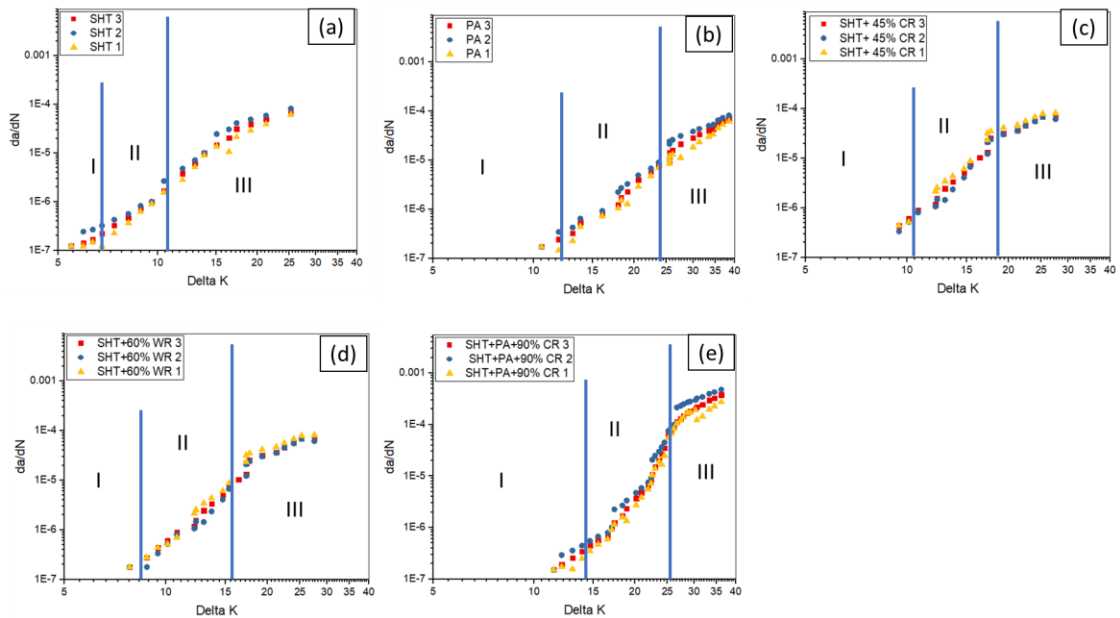 (a)
SHT 3
SHT 2
SHT 1
0.001
1E-4
1E-5
1E-6
1E-7
da/dN
I
II
III
5 10 15 20 25 30 35 40
Delta K
(b)
PA 3
PA 2
PA 1
0.001
1E-4
1E-5
1E-6
1E-7
da/dN
I
II
III
5 10 15 20 25 30 35 40
Delta K
(c)
SHT+ 45% CR 3
SHT+ 45% CR 2
SHT+ 45% CR 1
0.001
1E-4
1E-5
1E-6
1E-7
da/dN
I
II
III
5 10 15 20 25 30 35 40
Delta K
(d)
SHT+60% WR 3
SHT+60% WR 2
SHT+60% WR 1
0.001
1E-4
1E-5
1E-6
1E-7
da/dN
I
II
III
5 10 15 20 25 30 35 40
Delta K
(e)
SHT+PA+90% CR 3
SHT+PA+90% CR 2
SHT+PA+90% CR 1
0.001
1E-4
1E-5
1E-6
1E-7
da/dN
I
II
III
5 10 15 20 25 30 35 40
Delta K